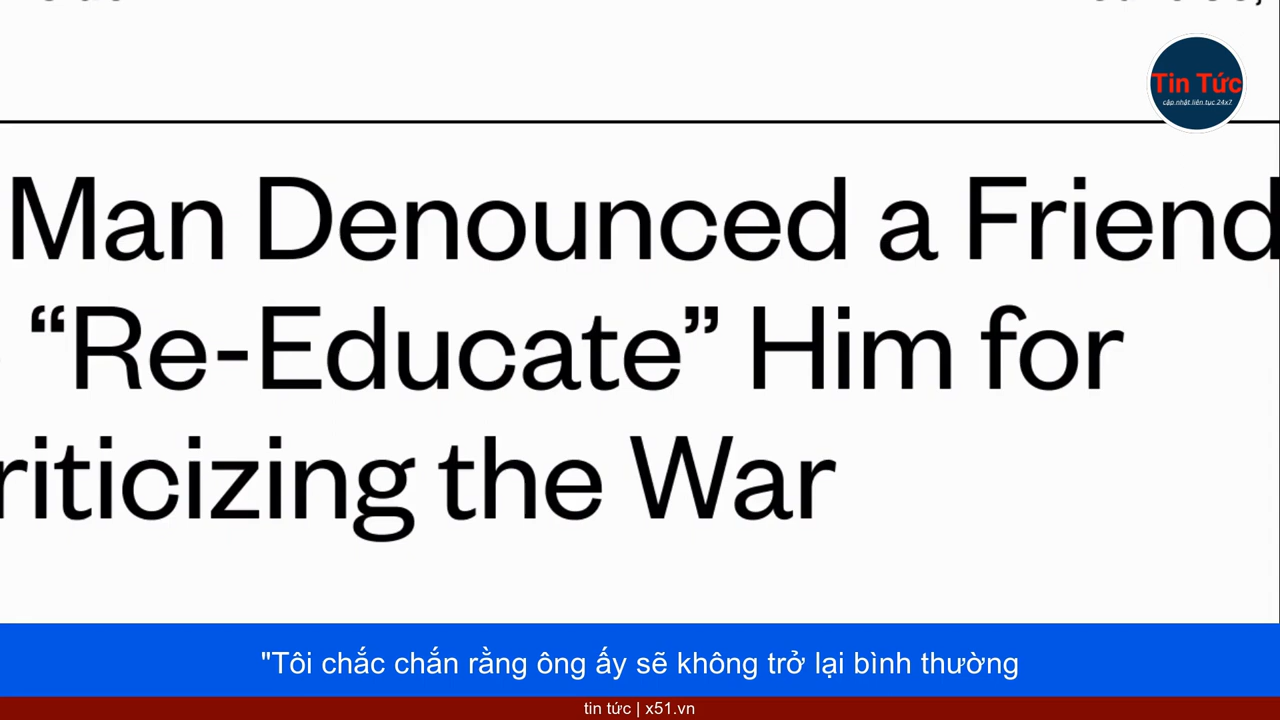 Tin Tức
cập nhật liên tục 24x7
Man Denounced a Friend
“Re-Educate” Him for
riticizing the War
"Tôi chắc chắn rằng ông ấy sẽ không trở lại bình thường
tin tức | x51.vn